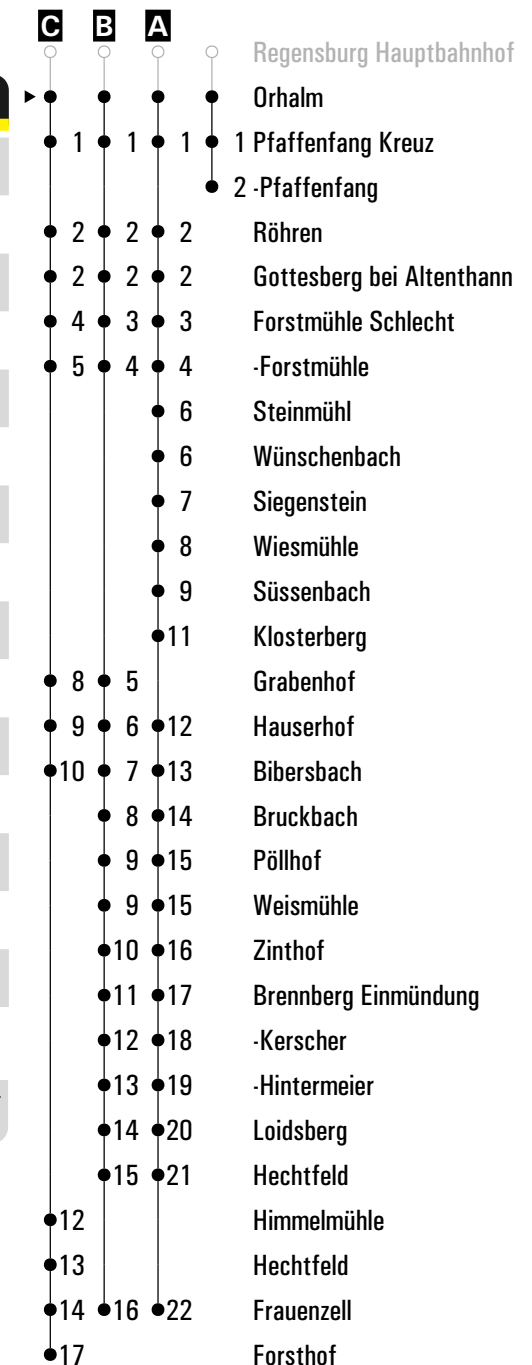 C B A
Regensburg Hauptbahnhof
Orhalm
1 1 1 1 Pfaffenfang Kreuz
2 -Pfaffenfang
2 2 2 Röhren
2 2 2 Gottesberg bei Altenthann
4 3 3 Forstmühle Schlecht
5 4 4 -Forstmühle
6 Steinmühl
6 Wünschenbach
7 Siegenstein
8 Wiesmühle
9 Süssenbach
11 Klosterberg
8 5 Grabenhof
9 6 12 Hauserhof
10 7 13 Bibersbach
8 14 Bruckbach
9 15 Pöllhof
9 15 Weismühle
10 16 Zinthof
11 17 Brennberg Einmündung
12 18 -Kerscher
13 19 -Hintermeier
14 20 Loidsberg
15 21 Hechtfeld
12 Himmelmühle
13 Hechtfeld
14 16 22 Frauenzell
17 Forsthof